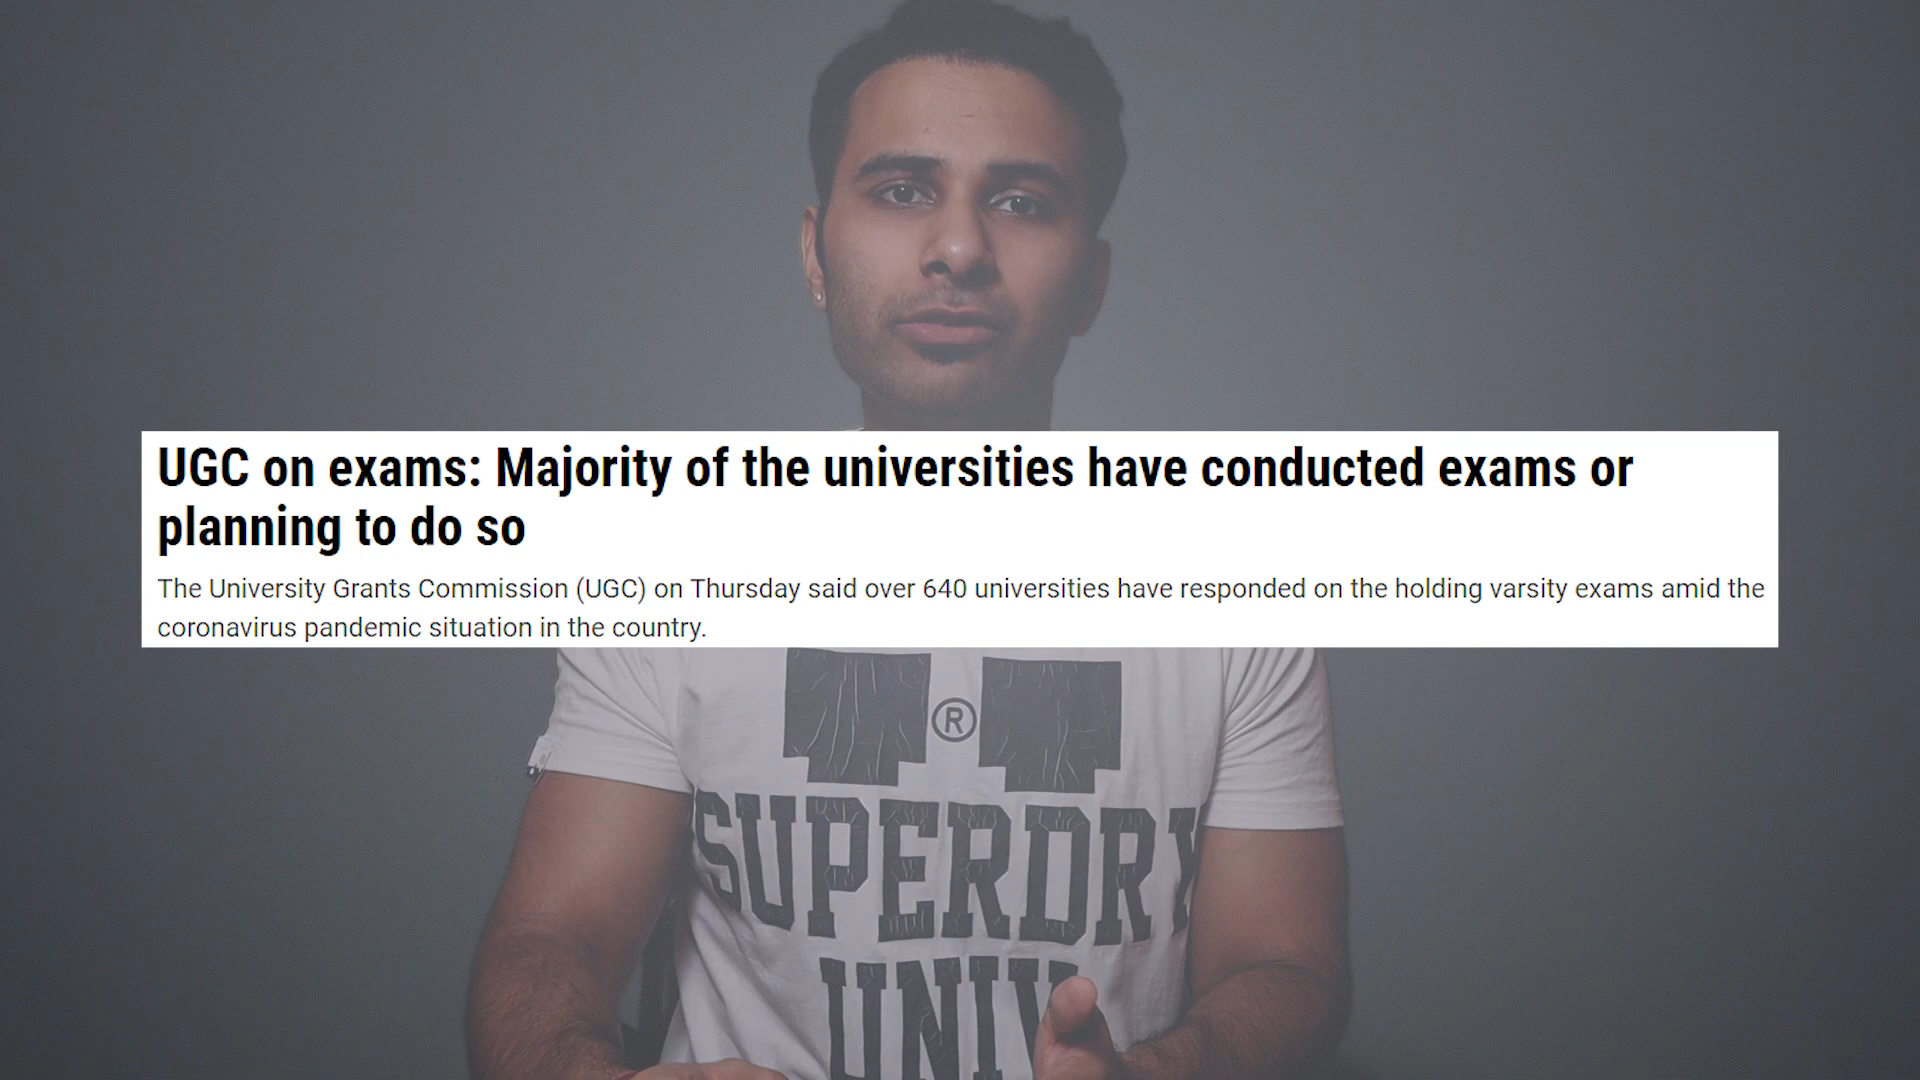 UGC on exams: Majority of the universities have conducted exams or
planning to do so
The University Grants Commission (UGC) on Thursday said over 640 universities have responded on the holding varsity exams amid the
coronavirus pandemic situation in the country.
®
SUPERDRY
UNIV